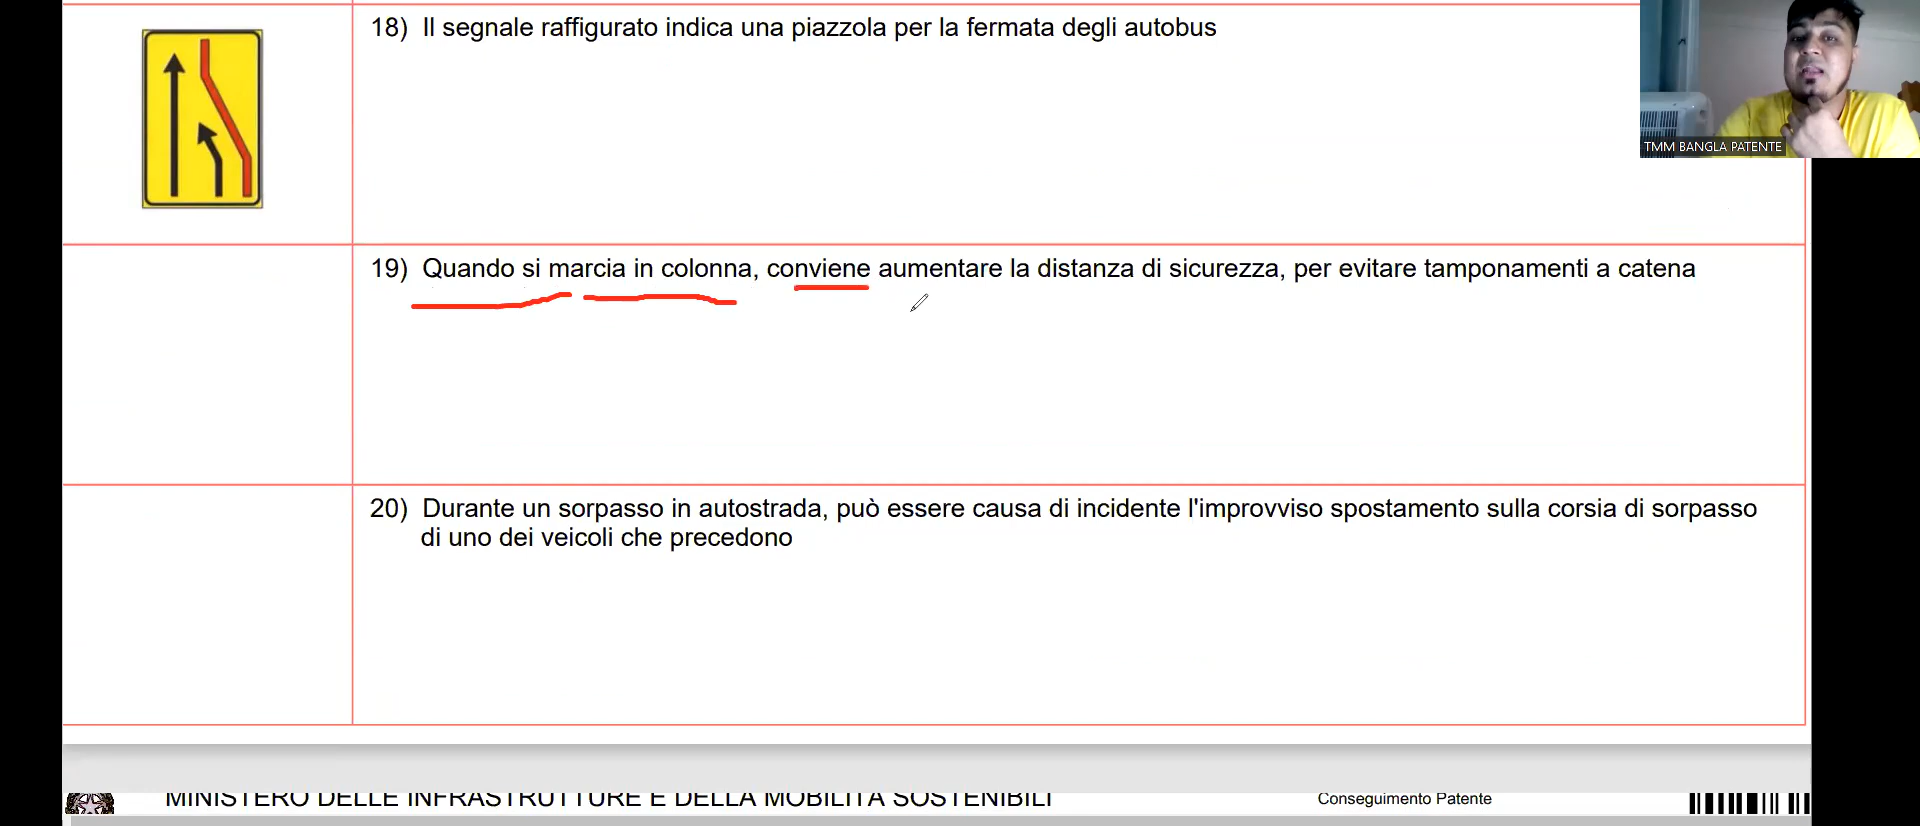 18) Il segnale raffigurato indica una piazzola per la fermata degli autobus
TMM BANGLA PATENTE
19) Quando si marcia in colonna, conviene aumentare la distanza di sicurezza, per evitare tamponamenti a catena
20) Durante un sorpasso in autostrada, può essere causa di incidente l'improvviso spostamento sulla corsia di sorpasso
di uno dei veicoli che precedono
MINISTERO DELLE INFRASTRUTTURE E DELLA MOBILITÀ SOSTENIBILI
Conseguimento Patente